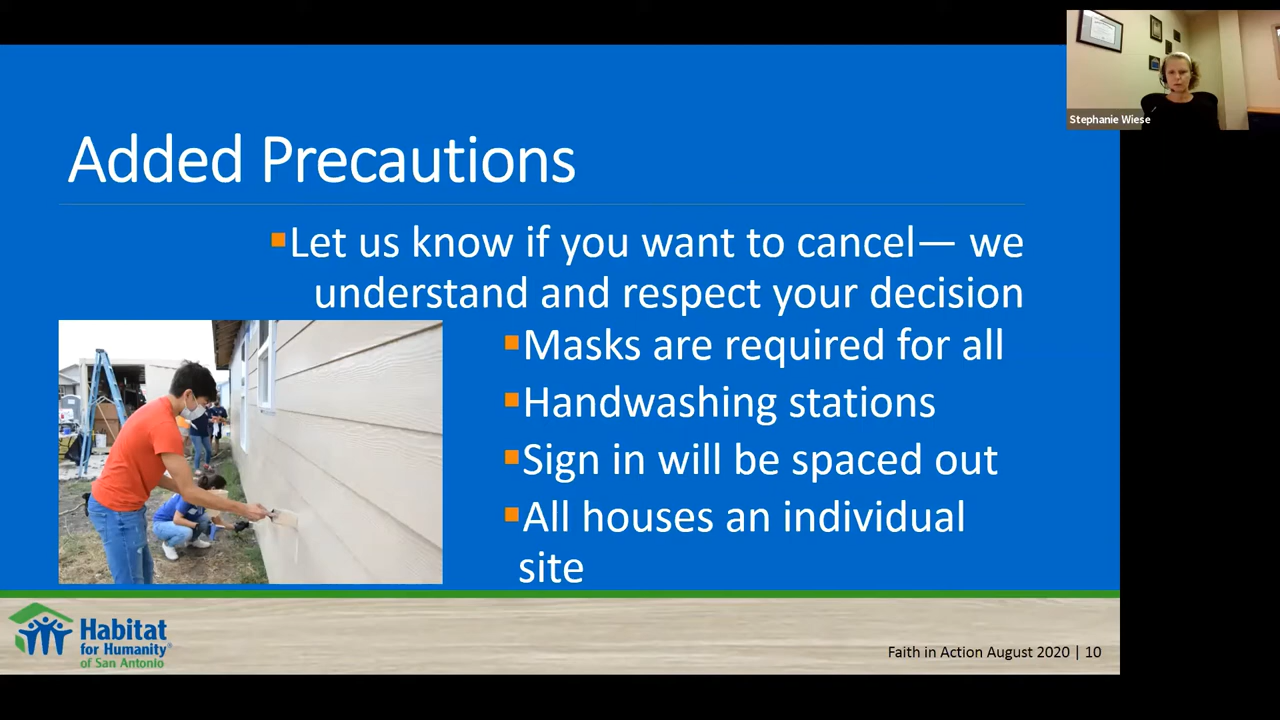 Stephanie Wiese
Added Precautions
Let us know if you want to cancel— we
understand and respect your decision
Masks are required for all
Handwashing stations
Sign in will be spaced out
All houses an individual
site
Habitat
for Humanity®
of San Antonio
Faith in Action August 2020 | 10